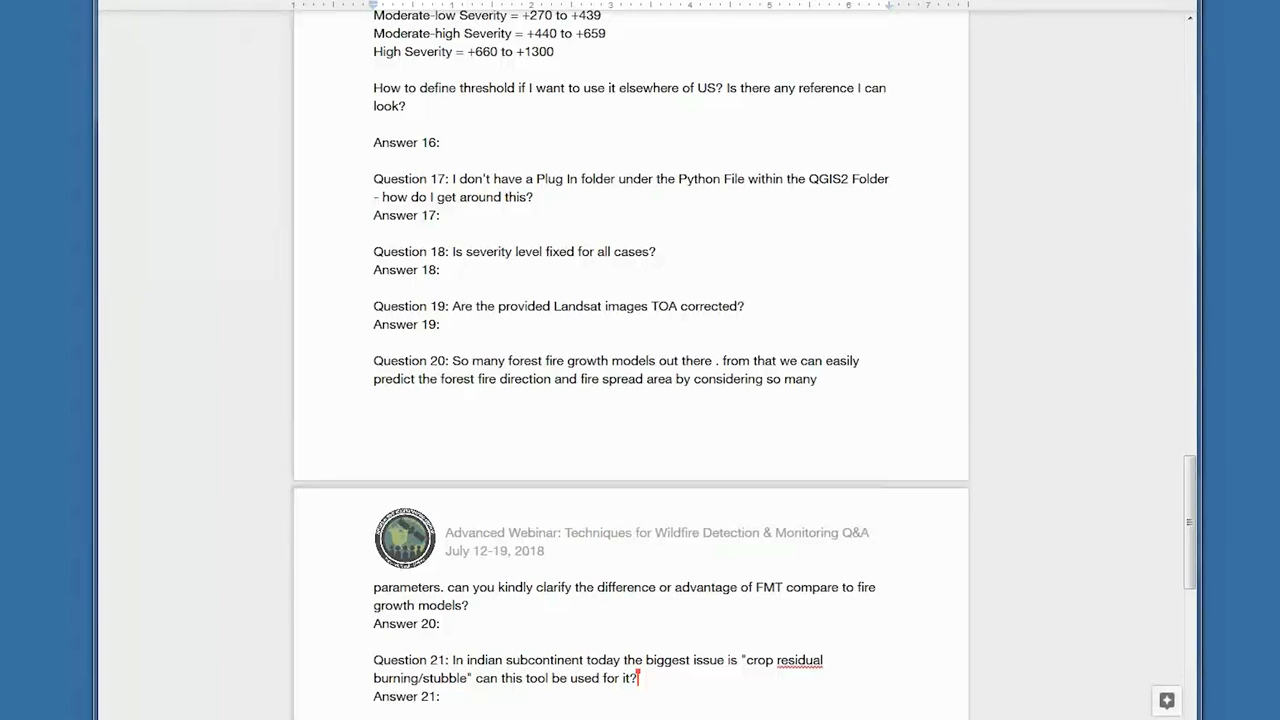 1 1 2 3 4 5 6 7
Moderate-low Severity = +270 to +439
Moderate-high Severity = +440 to +659
High Severity = +660 to +1300
How to define threshold if I want to use it elsewhere of US? Is there any reference I can
look?
Answer 16:
Question 17: I don't have a Plug In folder under the Python File within the QGIS2 Folder
- how do I get around this?
Answer 17:
Question 18: Is severity level fixed for all cases?
Answer 18:
Question 19: Are the provided Landsat images TOA corrected?
Answer 19:
Question 20: So many forest fire growth models out there . from that we can easily
predict the forest fire direction and fire spread area by considering so many
Advanced Webinar: Techniques for Wildfire Detection & Monitoring Q&A
July 12-19, 2018
parameters. can you kindly clarify the difference or advantage of FMT compare to fire
growth models?
Answer 20:
Question 21: In indian subcontinent today the biggest issue is "crop residual
burning/stubble" can this tool be used for it?
Answer 21: